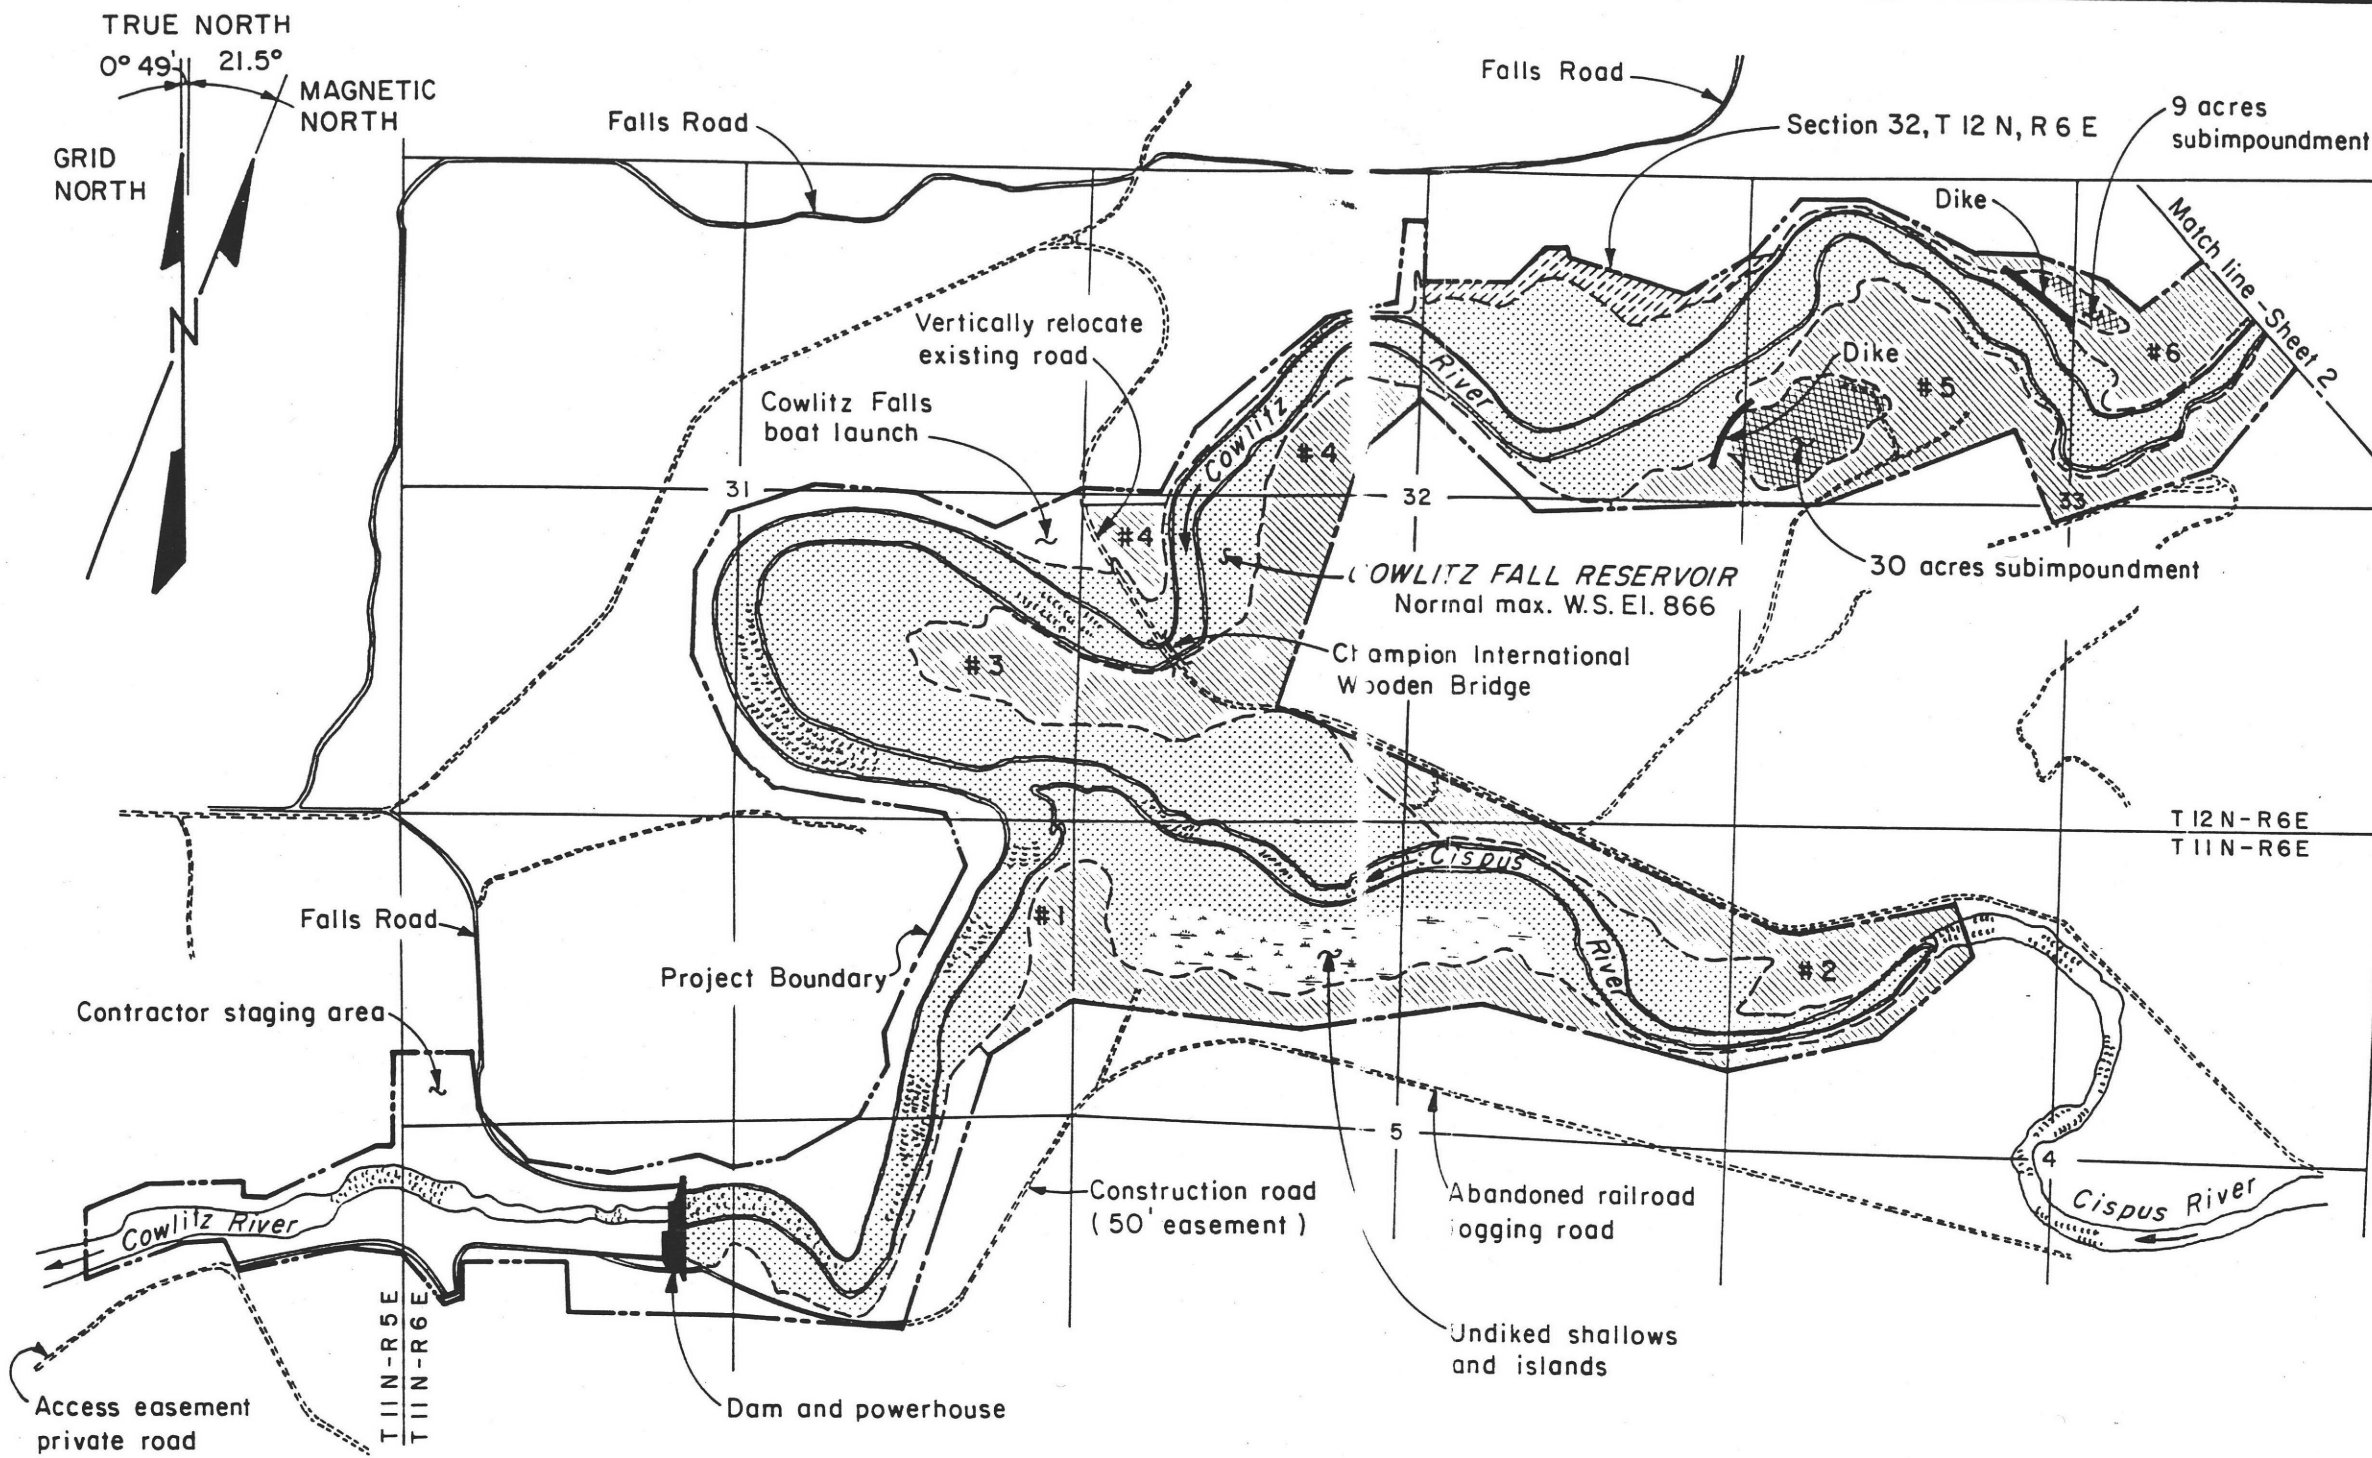 TRUE NORTH
0° 49' 21.5°
MAGNETIC
NORTH
GRID
NORTH
N
Falls Road
Falls Road
Section 32, T 12 N, R 6 E
9 acres
subimpoundment
Dike
Match line-Sheet 2
Vertically relocate
existing road
Cowlitz Falls
boat launch
Cowlitz
River
Dike
#6
#5
#4
31
32
33
#4
30 acres subimpoundment
COWLITZ FALL RESERVOIR
Normal max. W.S. El. 866
#3
Champion International
Wooden Bridge
T 12 N-R6E
T 11 N-R6E
Cispus
River
#1
#2
Falls Road
Project Boundary
Contractor staging area
5
4
Construction road
(50' easement)
Abandoned railroad
ogging road
Cispus River
Cowlitz River
Undiked shallows
and islands
T 11 N-R5E
T 11 N-R6E
Dam and powerhouse
Access easement
private road